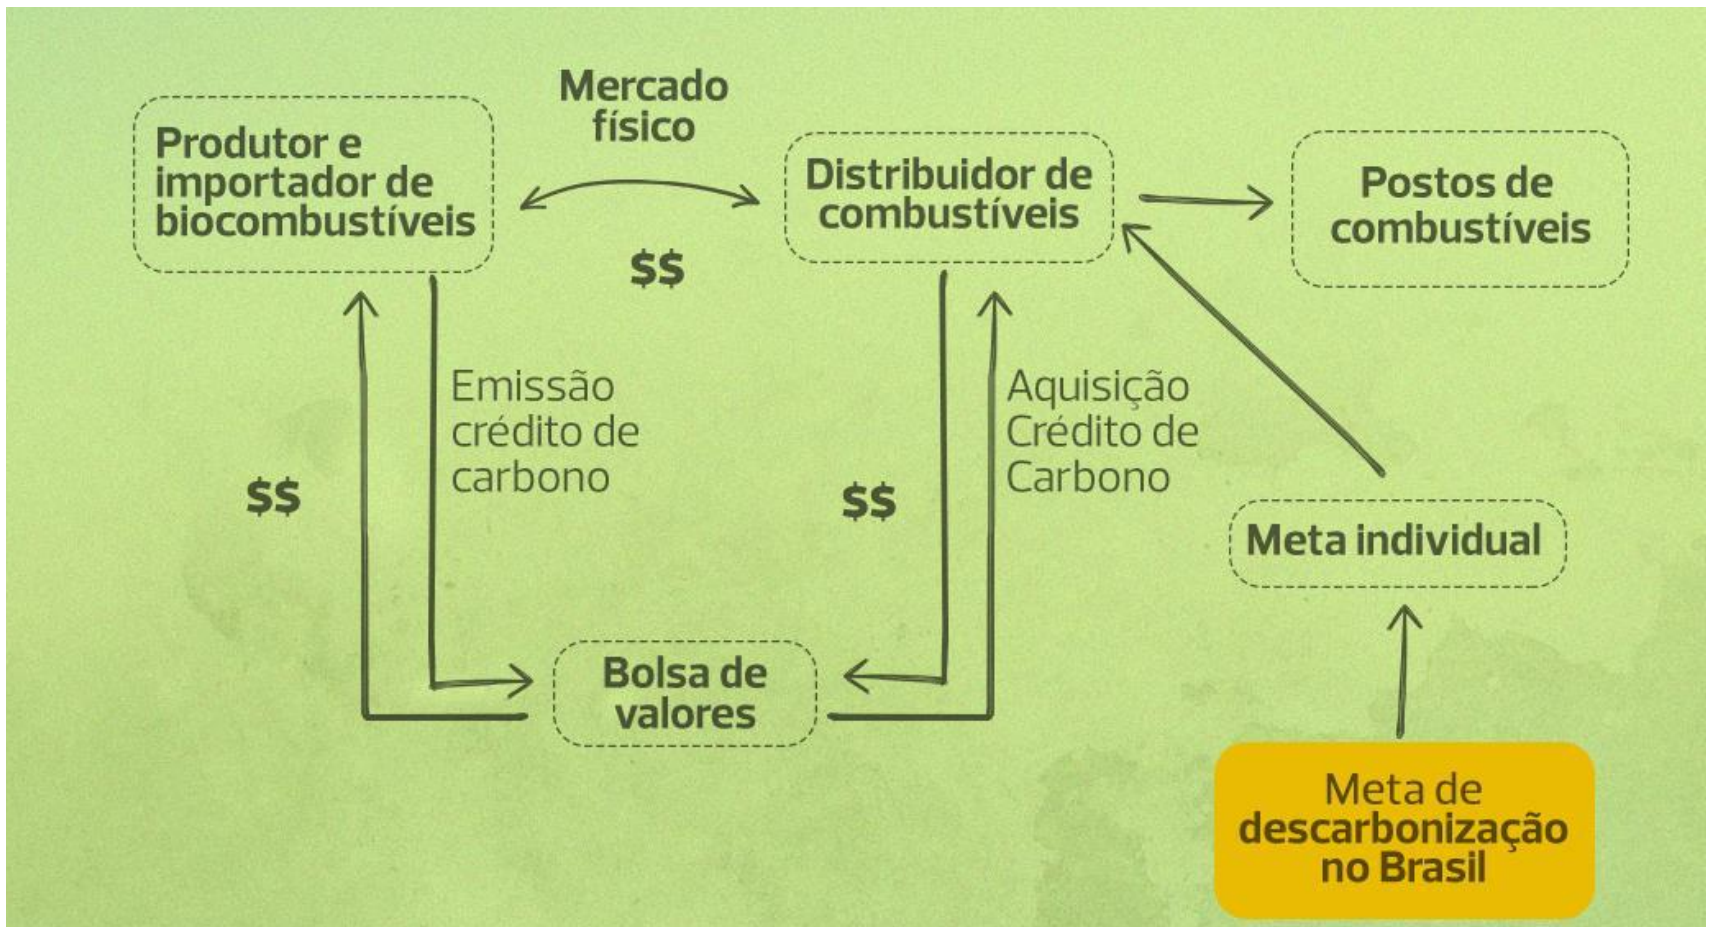 Mercado
físico
Produtor e
importador de
biocombustíveis
Distribuidor de
combustíveis
Postos de
combustíveis
$$
Emissão
crédito de
carbono
Aquisição
Crédito de
Carbono
$$
$$
Meta individual
Bolsa de
valores
Meta de
descarbonização
no Brasil